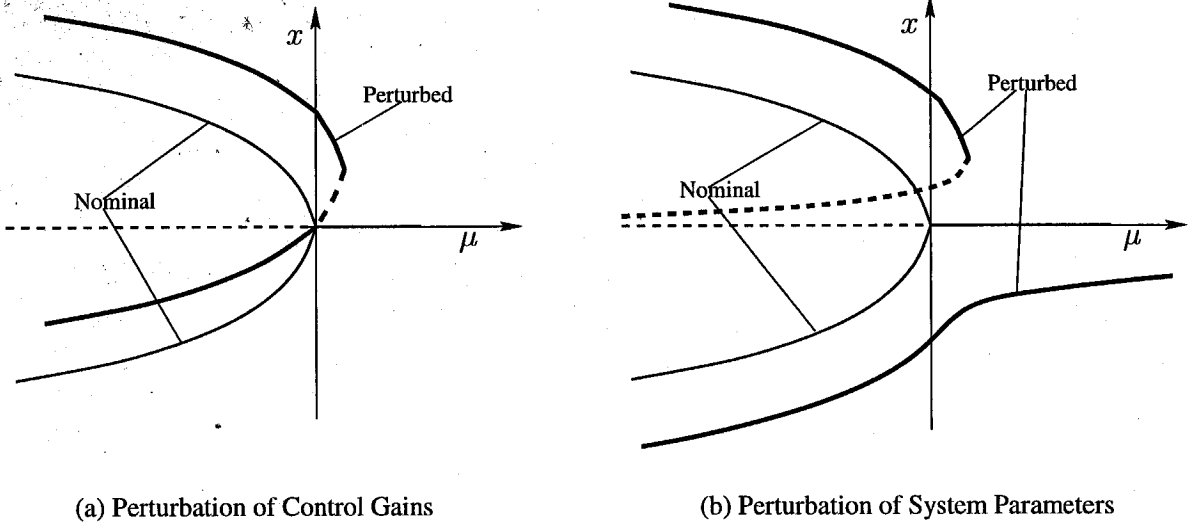 x
Perturbed
Nominal
μ
(a) Perturbation of Control Gains
x
Perturbed
Nominal
μ
(b) Perturbation of System Parameters